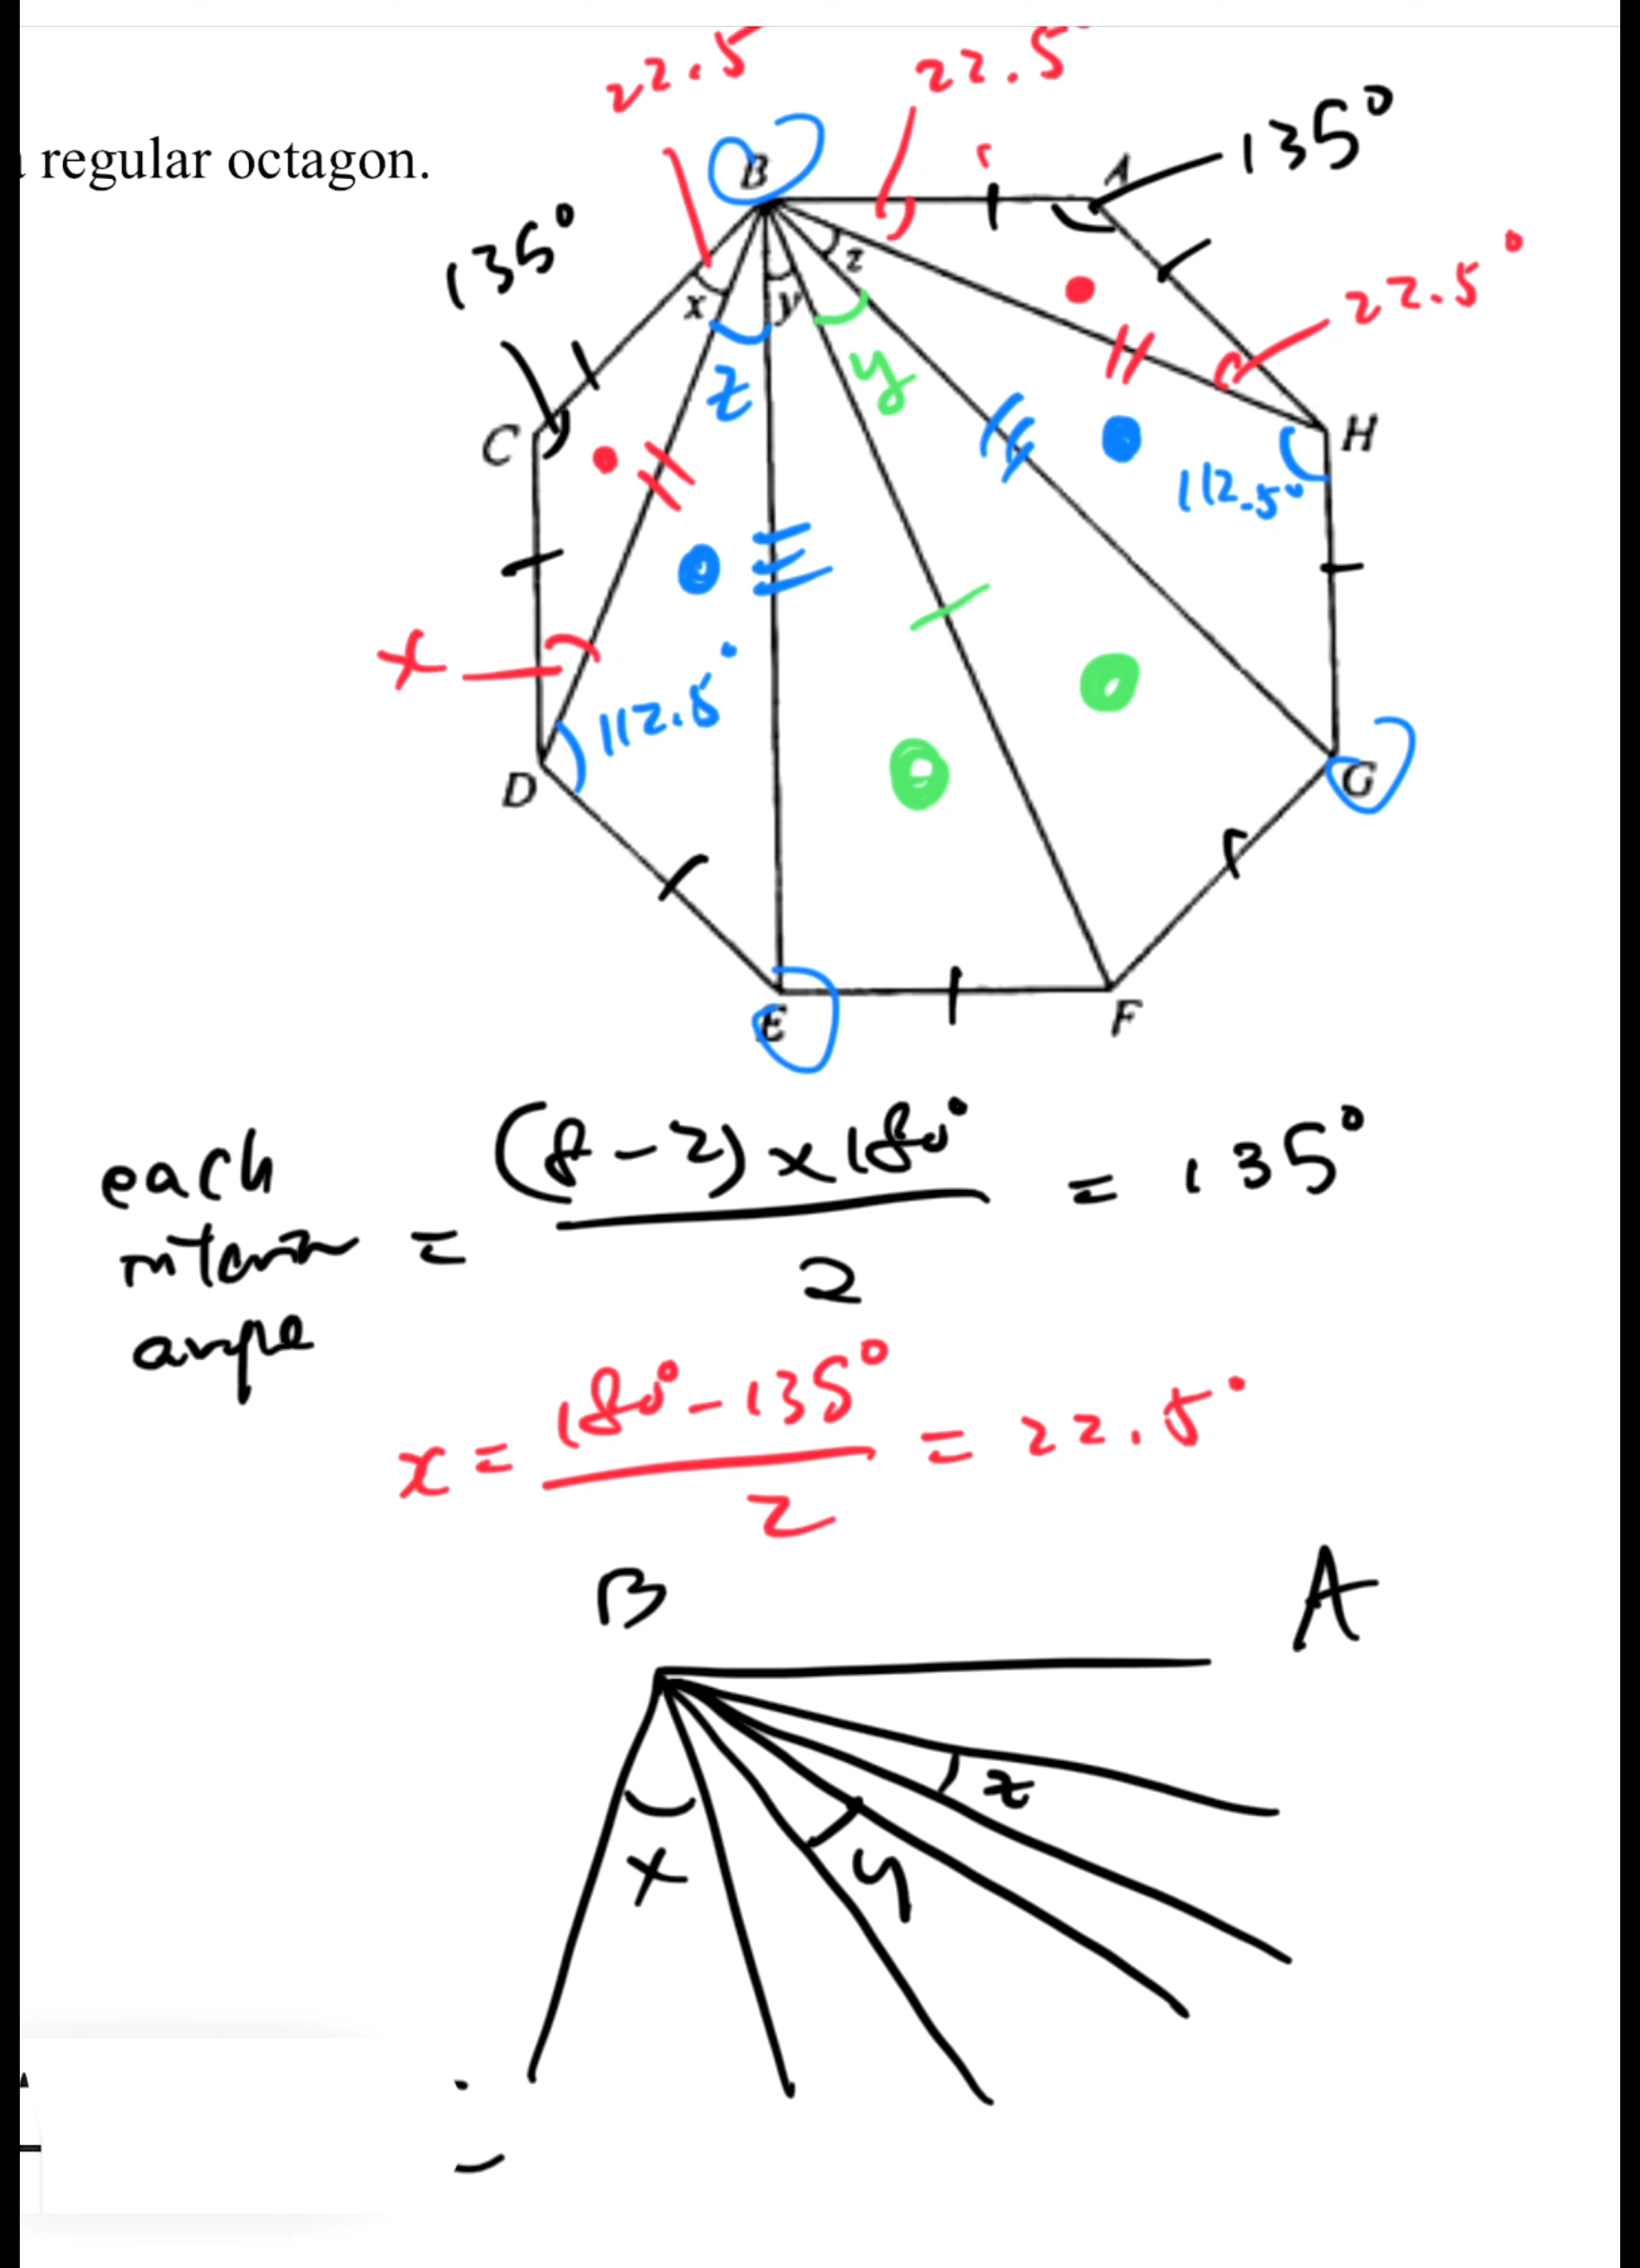 22.5
22.5°
regular octagon.
B
A
135°
135°
z
x
y
22.5°
z
y
C
H
112.5°
x
112.5°
D
G
E
F
each
interior
angle
= (8-2)×180° / 2 = 135°
x = 180°-135° / 2 = 22.5°
B
A
z
x
y